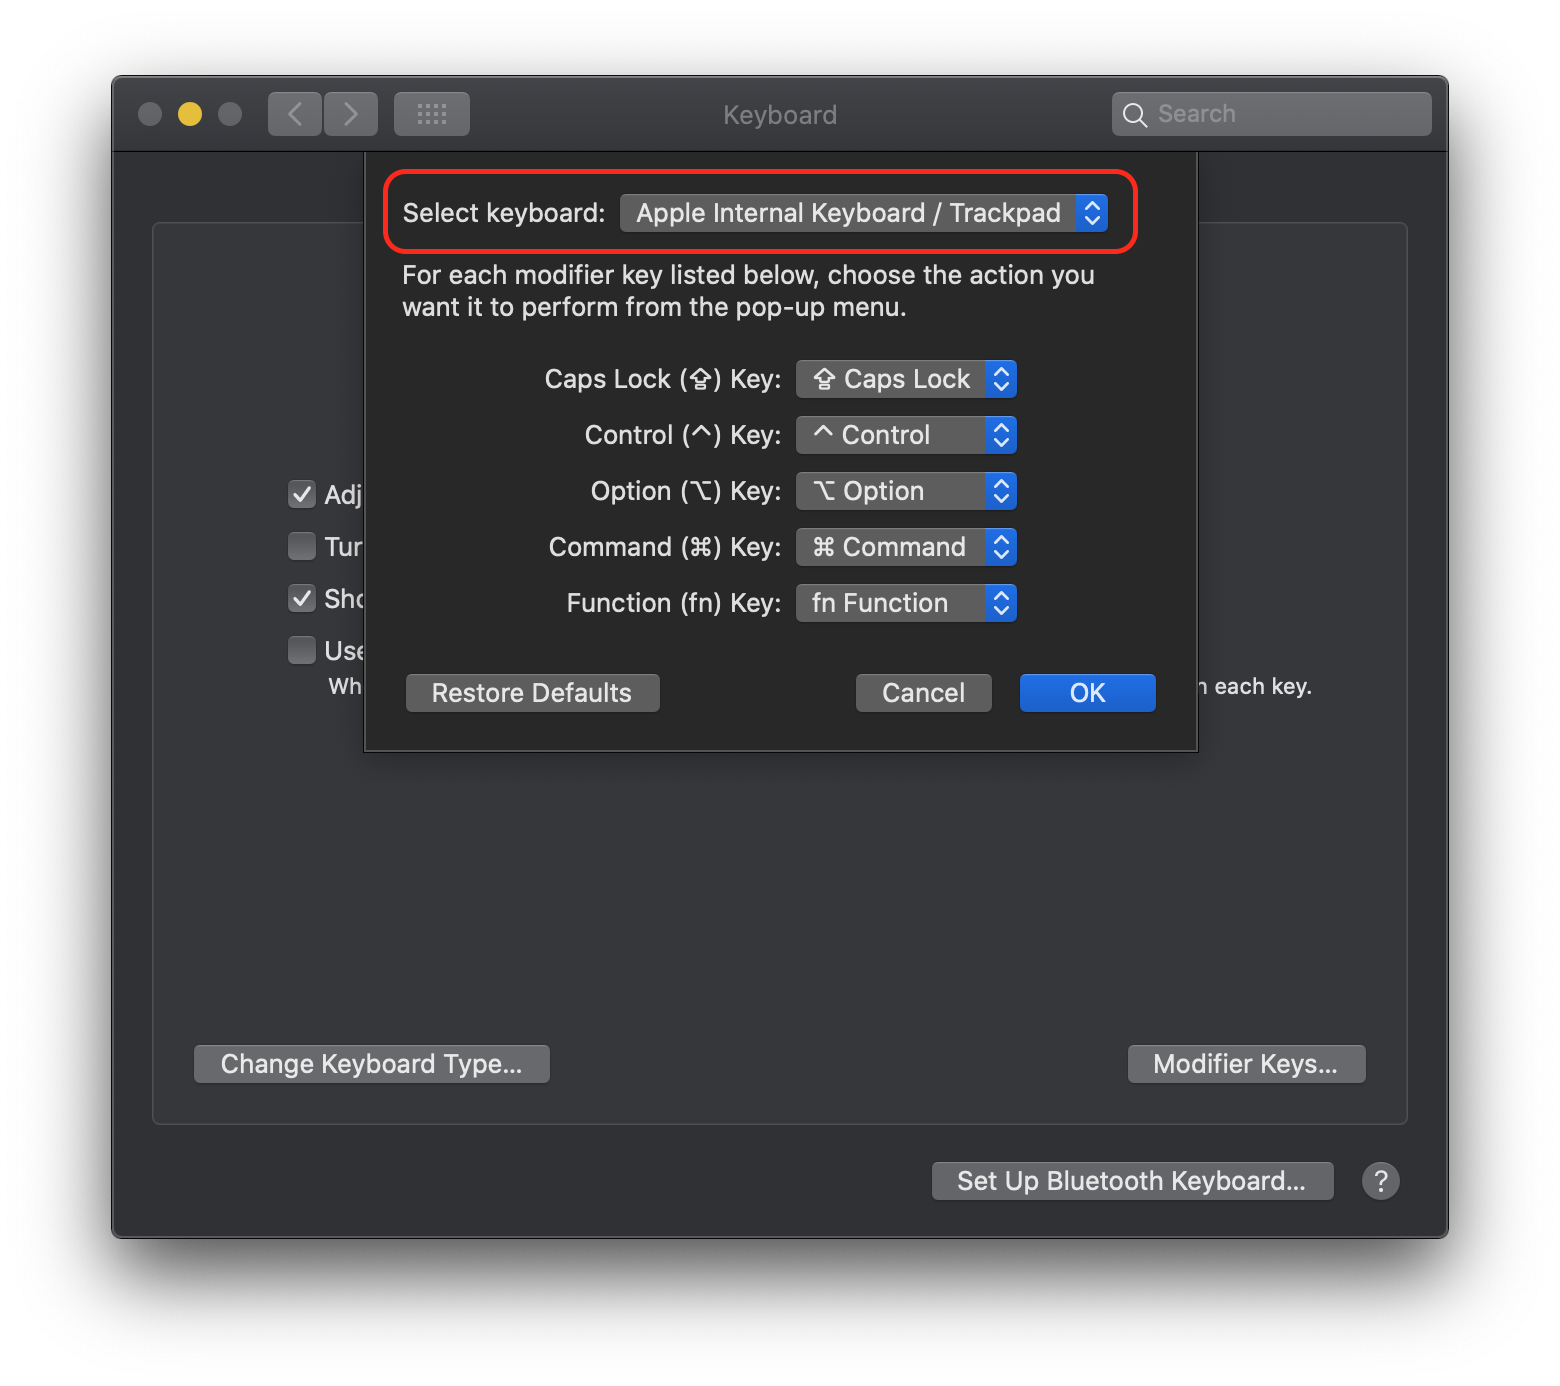 Keyboard
Search
Select keyboard: Apple Internal Keyboard / Trackpad
For each modifier key listed below, choose the action you
want it to perform from the pop-up menu.
Caps Lock (⇪) Key: ⇪ Caps Lock
Control (^) Key: ^ Control
Option (⌥) Key: ⌥ Option
Command (⌘) Key: ⌘ Command
Function (fn) Key: fn Function
Adj
Tur
Sho
Use
Wh
each key.
Restore Defaults
Cancel
OK
Change Keyboard Type...
Modifier Keys...
Set Up Bluetooth Keyboard...
?